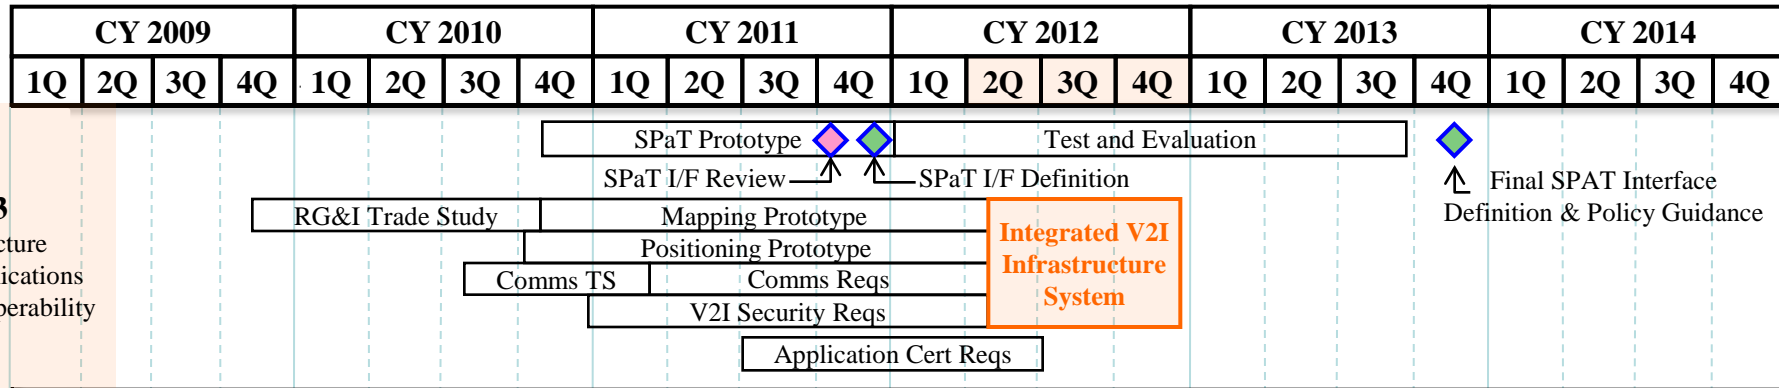 CY 2009 CY 2010 CY 2011 CY 2012 CY 2013 CY 2014
1Q 2Q 3Q 4Q 1Q 2Q 3Q 4Q 1Q 2Q 3Q 4Q 1Q 2Q 3Q 4Q 1Q 2Q 3Q 4Q 1Q 2Q 3Q 4Q
SPaT Prototype Test and Evaluation
SPaT I/F Review SPaT I/F Definition
Final SPAT Interface
Definition & Policy Guidance
RG&I Trade Study Mapping Prototype
Positioning Prototype
Comms TS Comms Reqs
V2I Security Reqs
Integrated V2I
Infrastructure
System
Application Cert Reqs